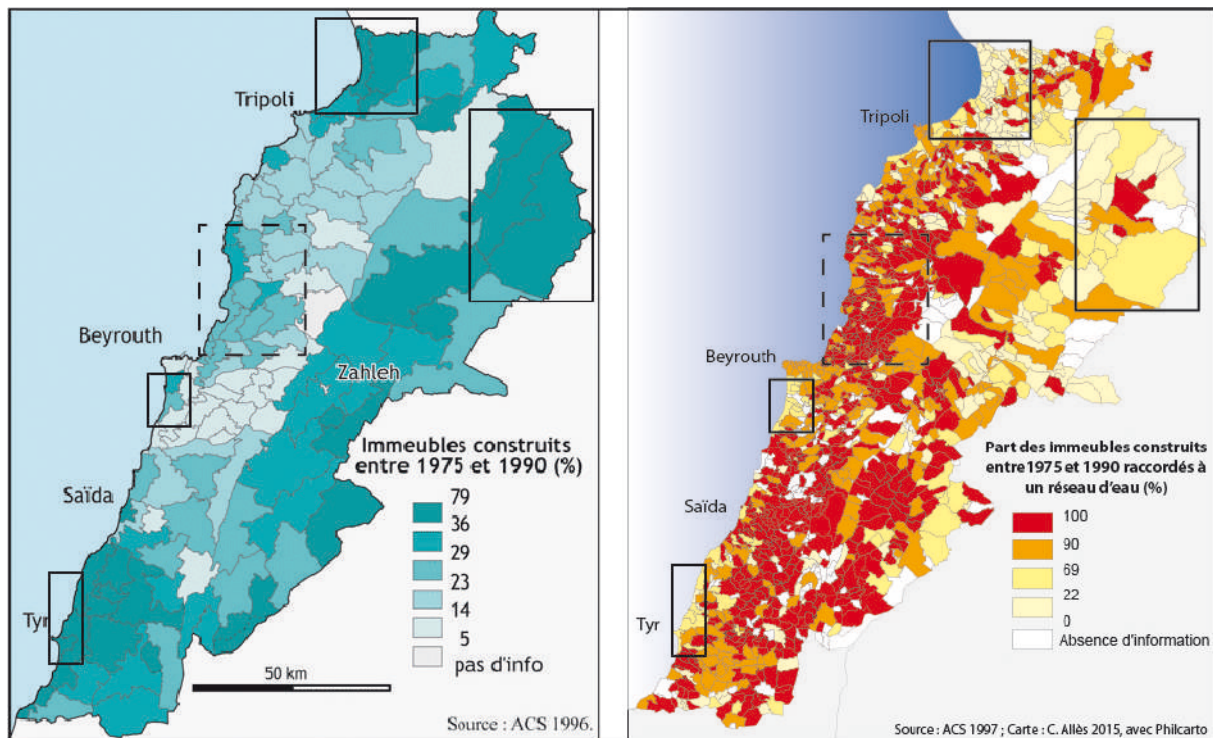 Tripoli
Beyrouth
Zahleh
Saïda
Tyr
Immeubles construits
entre 1975 et 1990 (%)
79
36
29
23
14
5
pas d'info
50 km
Source : ACS 1996.
Tripoli
Beyrouth
Saïda
Tyr
Part des immeubles construits
entre 1975 et 1990 raccordés à
un réseau d'eau (%)
100
90
69
22
0
Absence d'information
Source : ACS 1997 ; Carte : C. Allès 2015, avec Philcarto